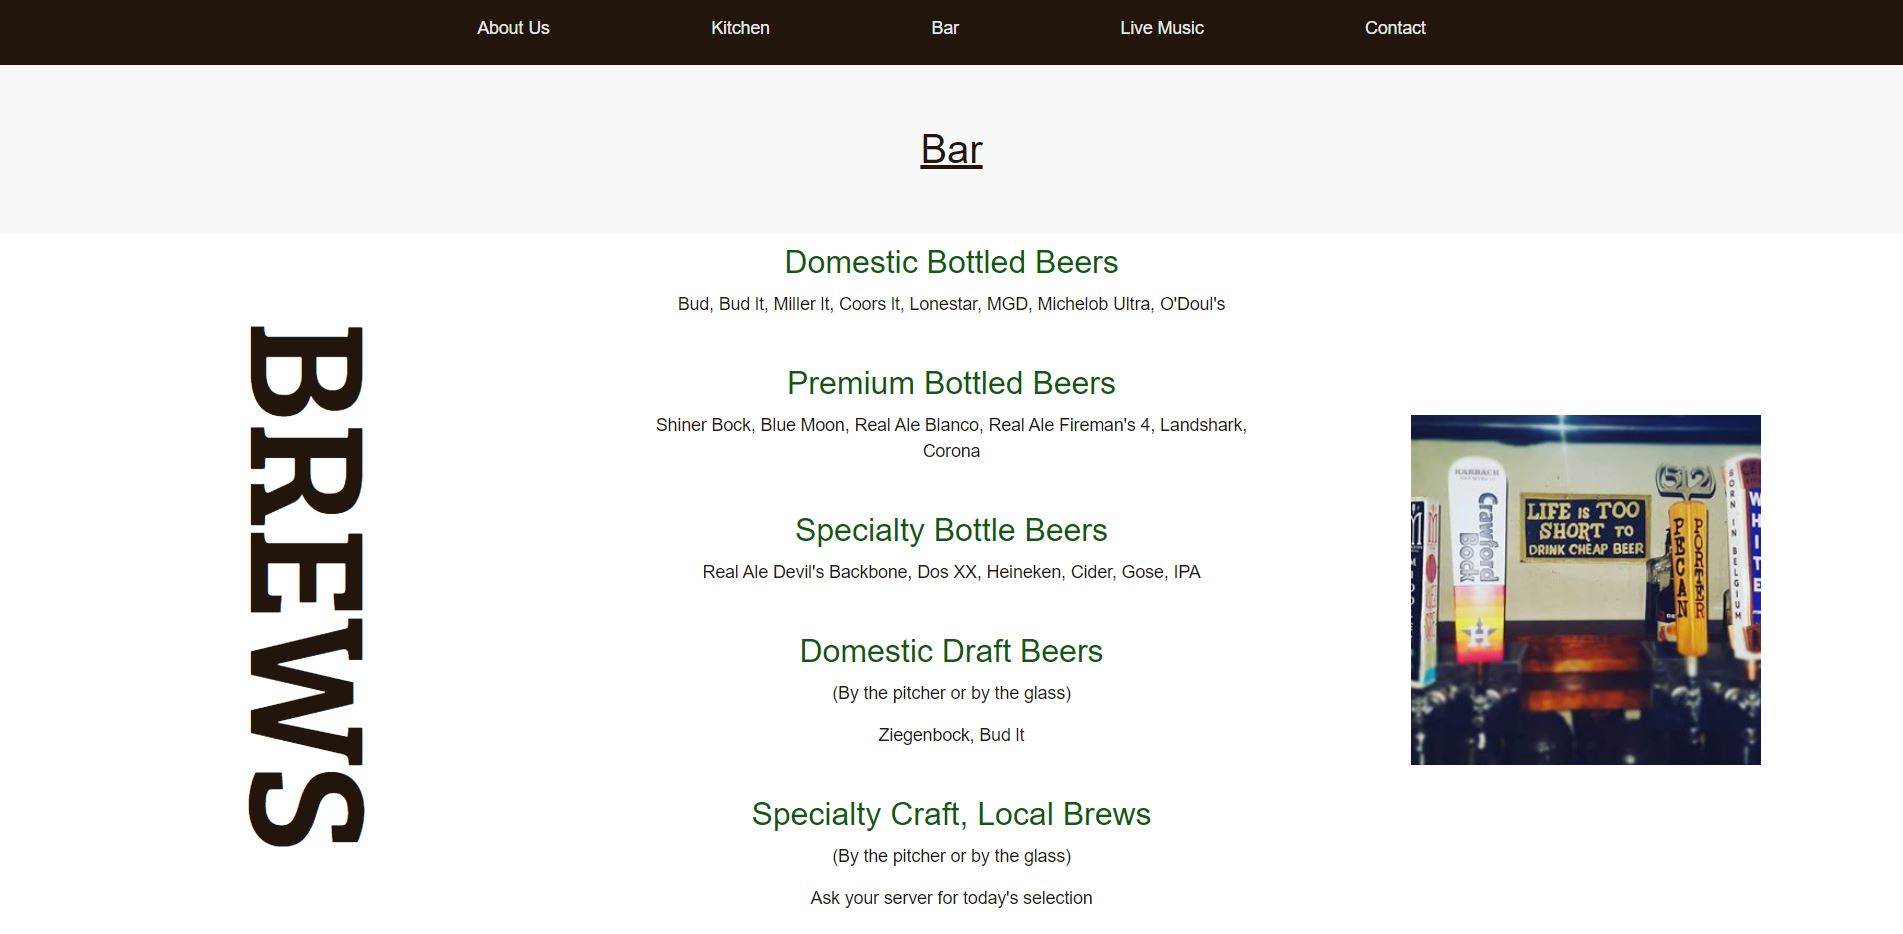 About Us
Kitchen
Bar
Live Music
Contact
Bar
BREWS
Domestic Bottled Beers
Bud, Bud lt, Miller lt, Coors lt, Lonestar, MGD, Michelob Ultra, O'Doul's
Premium Bottled Beers
Shiner Bock, Blue Moon, Real Ale Blanco, Real Ale Fireman's 4, Landshark,
Corona
Specialty Bottle Beers
Real Ale Devil's Backbone, Dos XX, Heineken, Cider, Gose, IPA
Domestic Draft Beers
(By the pitcher or by the glass)
Ziegenbock, Bud lt
Specialty Craft, Local Brews
(By the pitcher or by the glass)
Ask your server for today's selection
KARBACH
Crawford
Bock
H
LIFE is TOO
SHORT TO
DRINK CHEAP BEER
512
PECAN
PORTER
BORN IN BELGIUM
WHITE